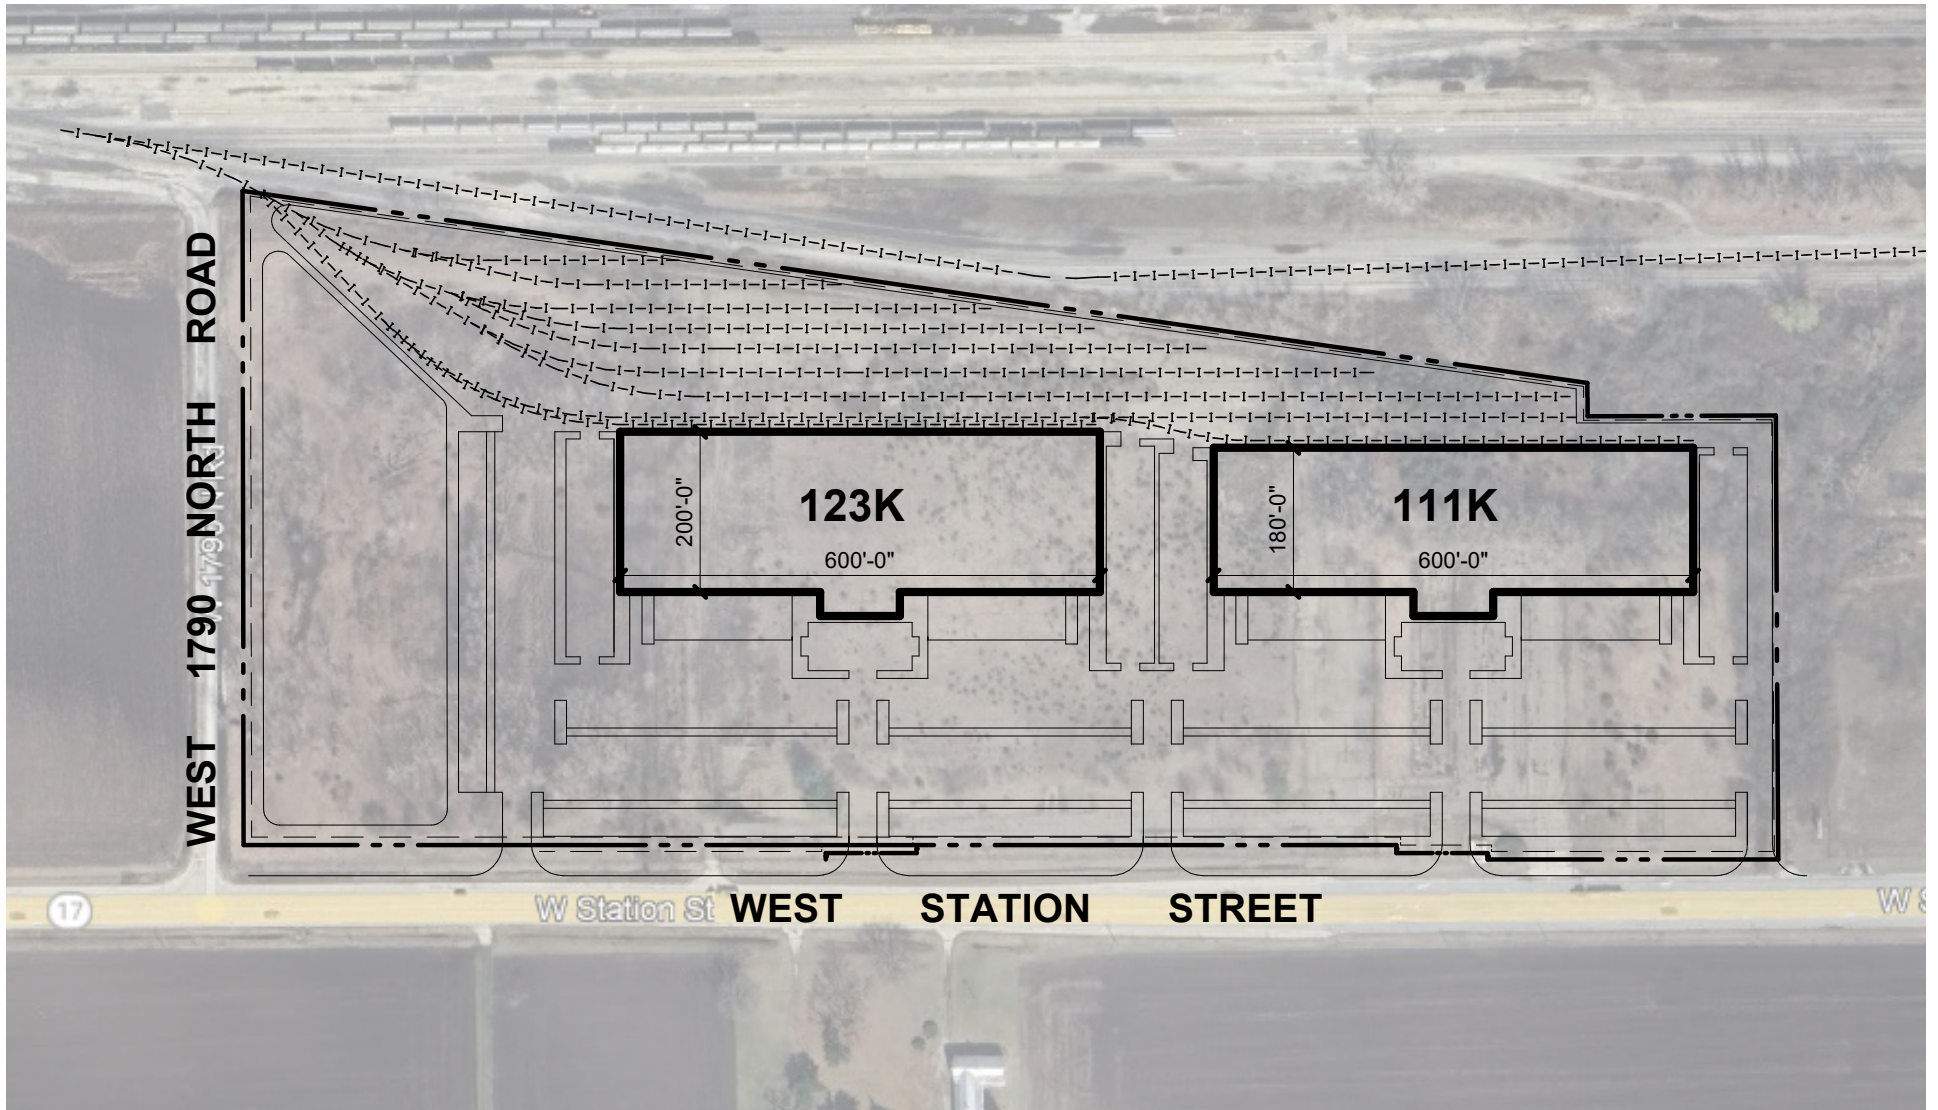 WEST 1790 NORTH ROAD
1790
123K
200'-0"
600'-0"
111K
180'-0"
600'-0"
17
W Station St
WEST STATION STREET
W S